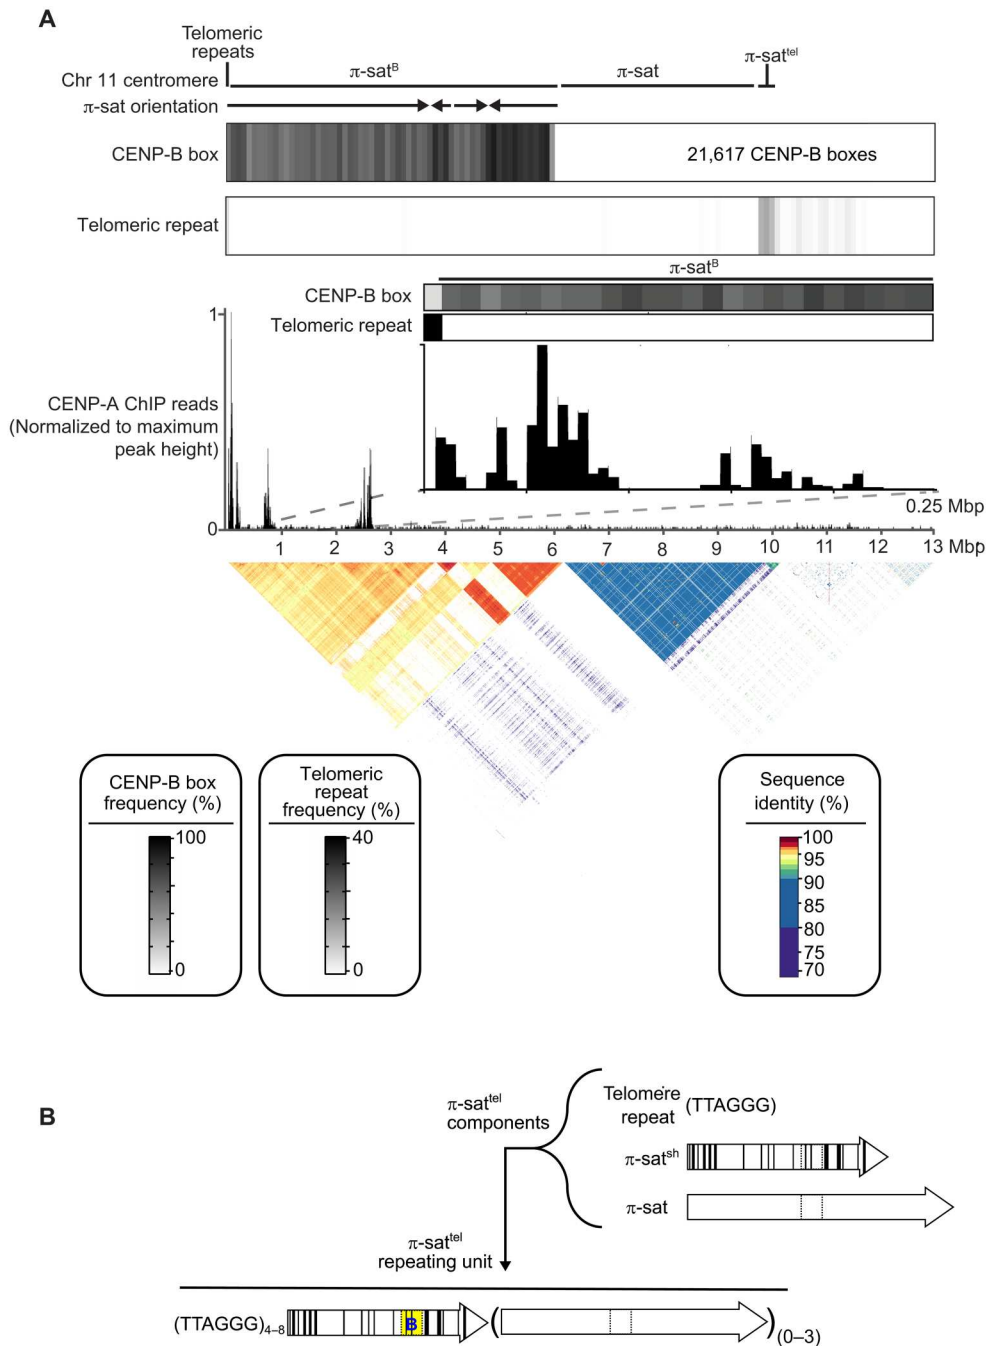 A
Telomeric
repeats
π-satᴮ
π-sat
π-satᵗᵉˡ
Chr 11 centromere
π-sat orientation
CENP-B box
21,617 CENP-B boxes
Telomeric repeat
π-satᴮ
CENP-B box
Telomeric repeat
1
CENP-A ChIP reads
(Normalized to maximum
peak height)
0.25 Mbp
0
1 2 3 4 5 6 7 8 9 10 11 12 13 Mbp
CENP-B box
frequency (%)
100
0
Telomeric
repeat
frequency (%)
40
0
Sequence
identity (%)
100
95
90
85
80
75
70
B
π-satᵗᵉˡ
components
Telomere
repeat
(TTAGGG)
π-satˢʰ
π-sat
π-satᵗᵉˡ
repeating unit
(TTAGGG)₄₋₈
B
( )(0–3)